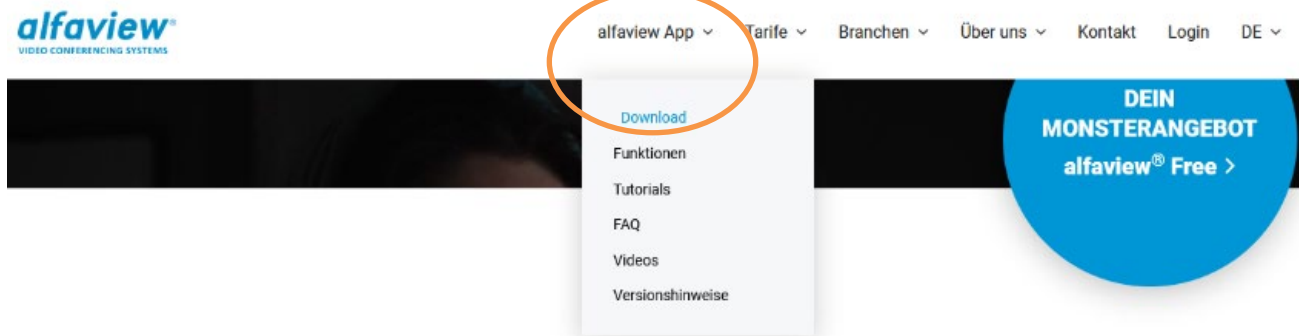 alfaview®
VIDEO CONFERENCING SYSTEMS
alfaview App Tarife Branchen Über uns Kontakt Login DE
Download
Funktionen
Tutorials
FAQ
Videos
Versionshinweise
DEIN
MONSTERANGEBOT
alfaview® Free >